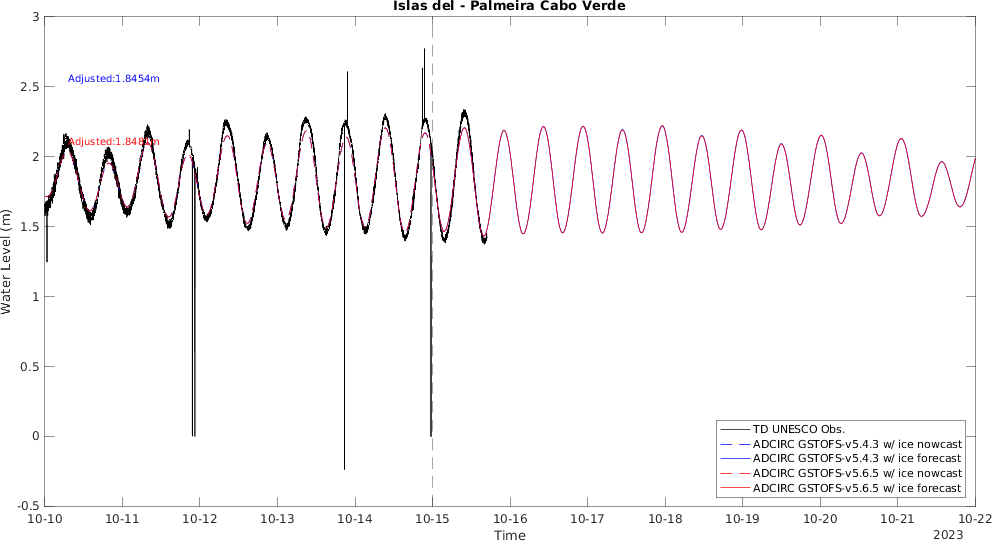 Islas del - Palmeira Cabo Verde
Water Level (m)
3
2.5
2
1.5
1
0.5
0
-0.5
Adjusted:1.8454m
TD UNESCO Obs.
ADCIRC GSTOFS-v5.4.3 w/ ice nowcast
ADCIRC GSTOFS-v5.4.3 w/ ice forecast
ADCIRC GSTOFS-v5.6.5 w/ ice nowcast
ADCIRC GSTOFS-v5.6.5 w/ ice forecast
10-10 10-11 10-12 10-13 10-14 10-15 10-16 10-17 10-18 10-19 10-20 10-21 10-22
Time
2023